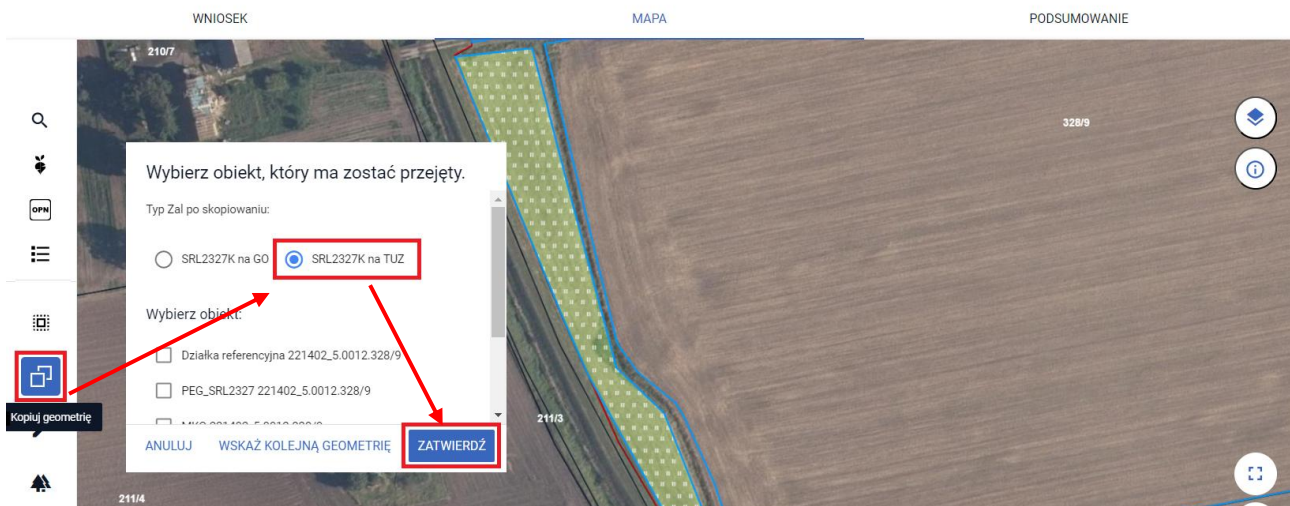 WNIOSEK
MAPA
PODSUMOWANIE
210/7
328/9
OPN
Wybierz obiekt, który ma zostać przejęty.
Typ Zal po skopiowaniu:
SRL2327K na GO
SRL2327K na TUZ
Wybierz obiekt:
Działka referencyjna 221402_5.0012.328/9
PEG_SRL2327 221402_5.0012.328/9
Kopiuj geometrię
211/3
ANULUJ
WSKAŻ KOLEJNĄ GEOMETRIĘ
ZATWIERDŹ
211/4